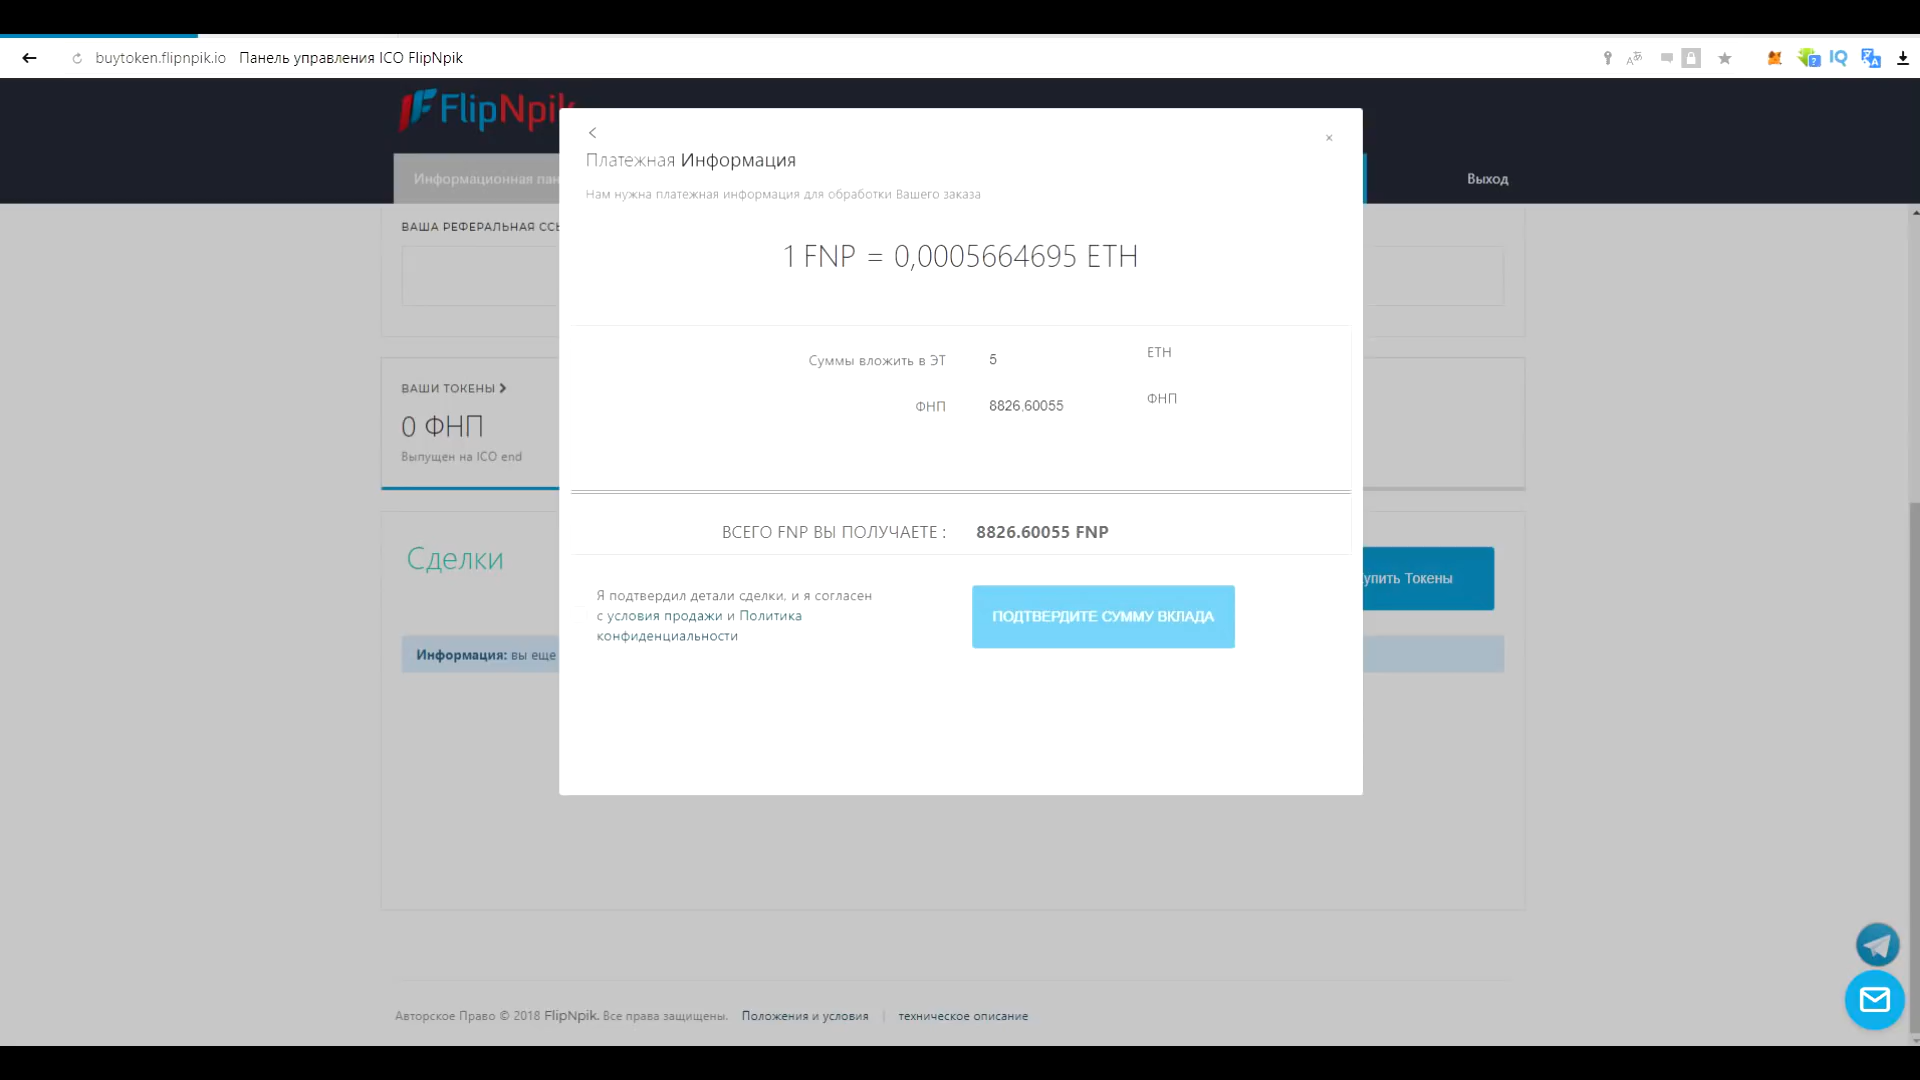 buytoken.flipnpik.io Панель управления ICO FlipNpik
IQ
FlipNpik
Информационная пан
Выход
Платежная Информация
Нам нужна платежная информация для обработки Вашего заказа
ВАША РЕФЕРАЛЬНАЯ ССЫ
1 FNP = 0,0005664695 ETH
Суммы вложить в ЭТ 5 ETH
ФНП 8826,60055 ФНП
ВАШИ ТОКЕНЫ
0 ФНП
Выпущен на ICO end
ВСЕГО FNP ВЫ ПОЛУЧАЕТЕ : 8826.60055 FNP
Сделки
упить Токены
Я подтвердил детали сделки, и я согласен
с условия продажи и Политика
конфиденциальности
ПОДТВЕРДИТЕ СУММУ ВКЛАДА
Информация: вы еще
Авторское Право © 2018 FlipNpik. Все права защищены. Положения и условия | техническое описание